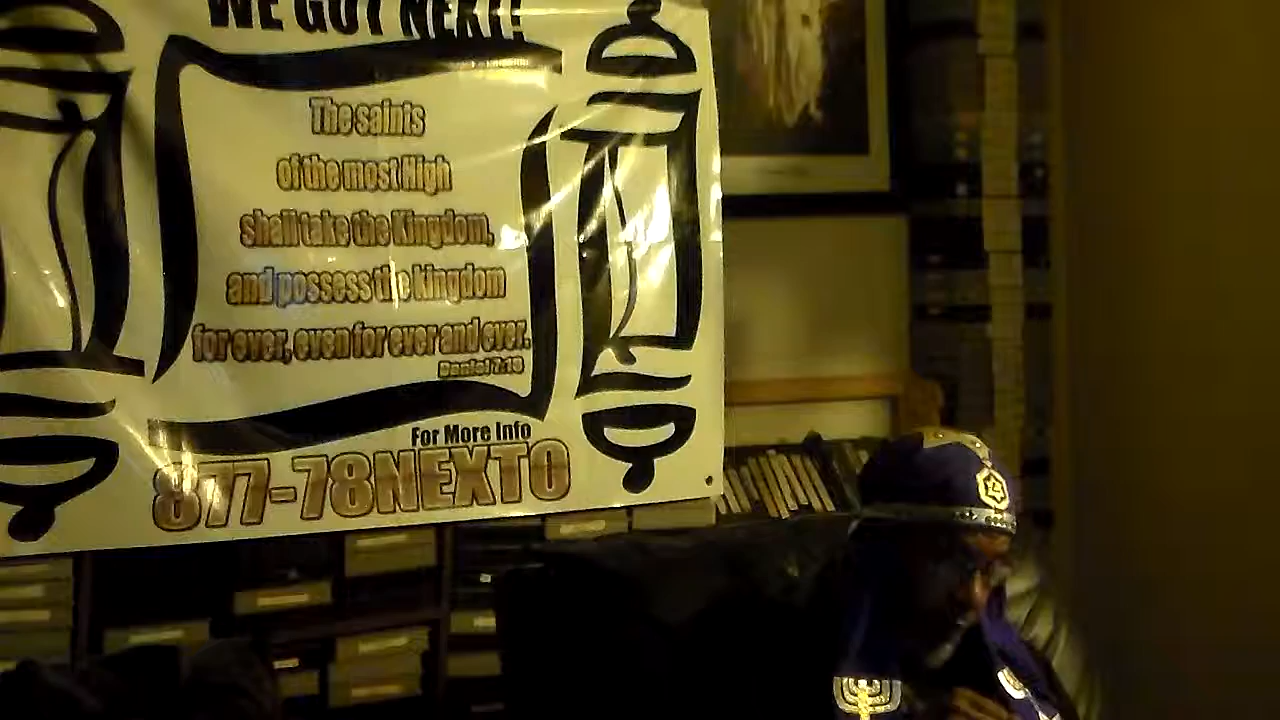 WE GOT NEXT!
The saints
of the most High
shall take the Kingdom,
and possess the kingdom
for ever, even for ever and ever.
Daniel 7:18
For More Info
877-78NEXTO